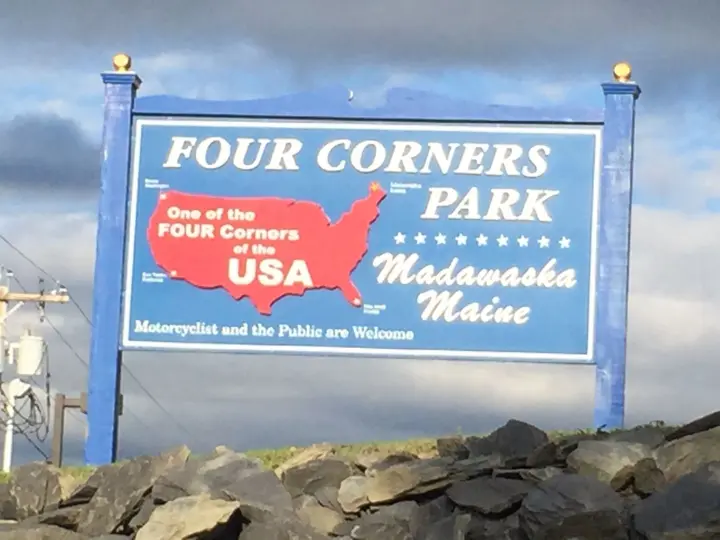 FOUR CORNERS
PARK
One of the
FOUR Corners
of the
USA
Madawaska
Maine
Motorcyclist and the Public are Welcome